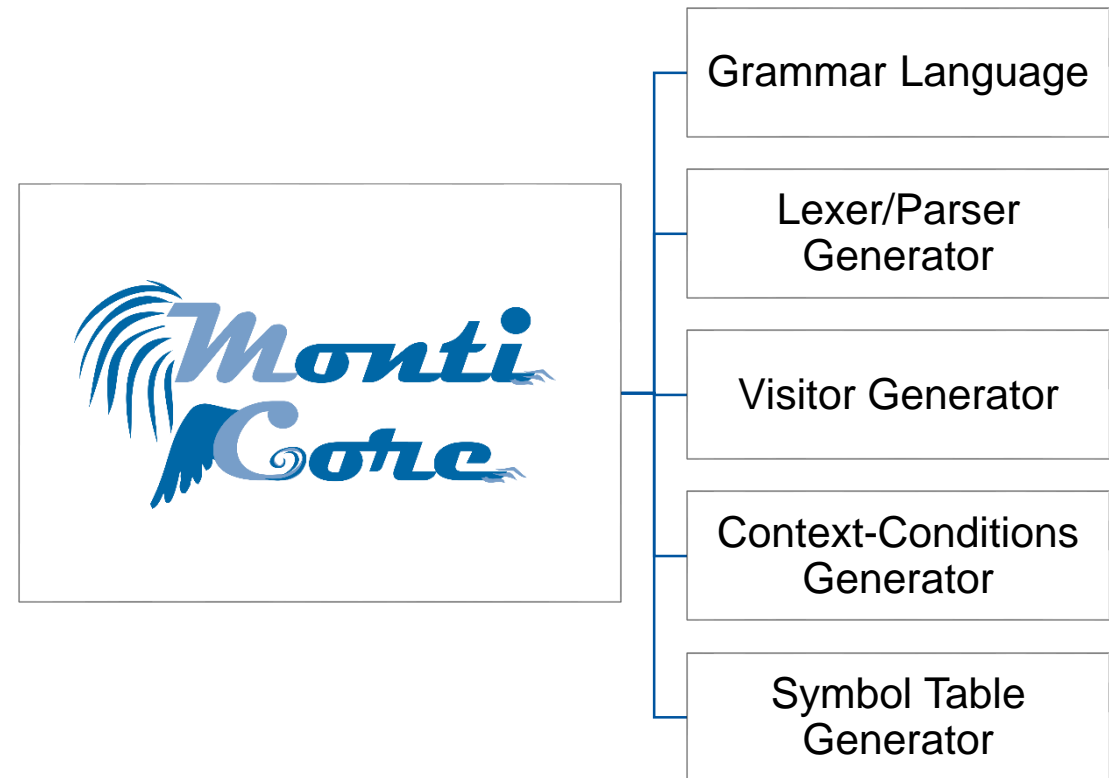 Monti
Core
Grammar Language
Lexer/Parser
Generator
Visitor Generator
Context-Conditions
Generator
Symbol Table
Generator